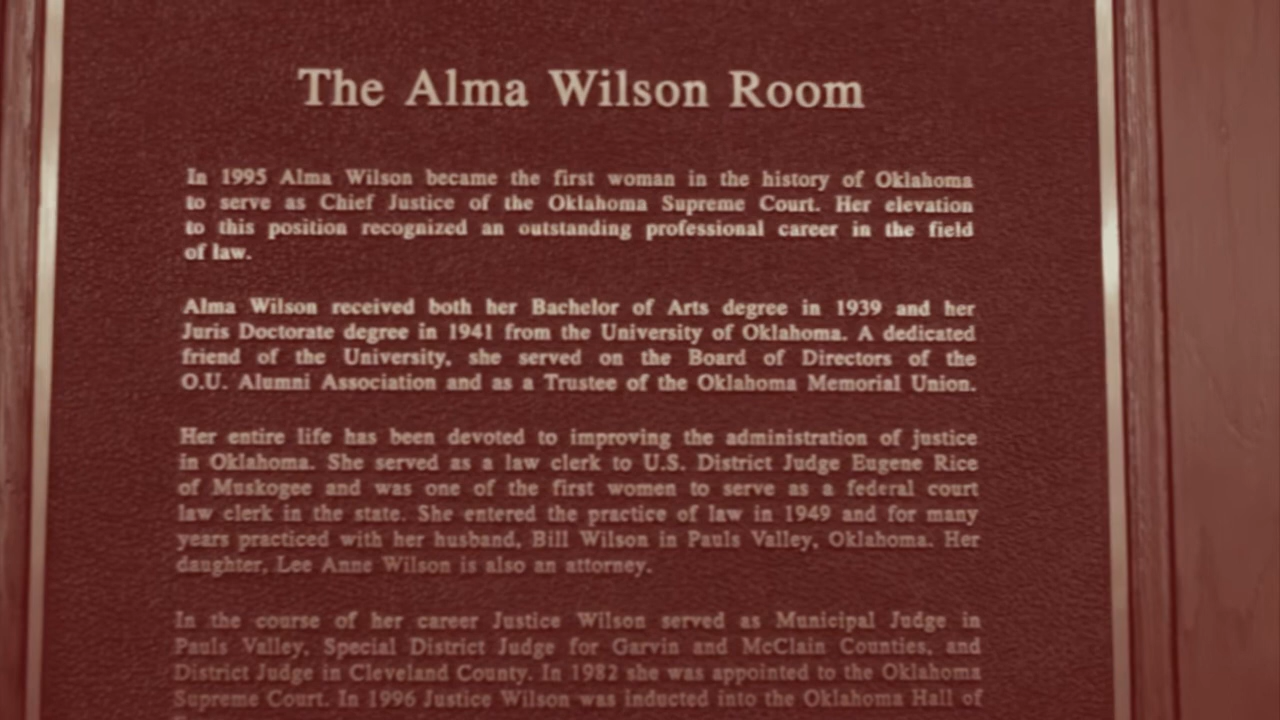 The Alma Wilson Room
In 1995 Alma Wilson became the first woman in the history of Oklahoma
to serve as Chief Justice of the Oklahoma Supreme Court. Her elevation
to this position recognized an outstanding professional career in the field
of law.
Alma Wilson received both her Bachelor of Arts degree in 1939 and her
Juris Doctorate degree in 1941 from the University of Oklahoma. A dedicated
friend of the University, she served on the Board of Directors of the
O.U. Alumni Association and as a Trustee of the Oklahoma Memorial Union.
Her entire life has been devoted to improving the administration of justice
in Oklahoma. She served as a law clerk to U.S. District Judge Eugene Rice
of Muskogee and was one of the first women to serve as a federal court
law clerk in the state. She entered the practice of law in 1949 and for many
years practiced with her husband, Bill Wilson in Pauls Valley, Oklahoma. Her
daughter, Lee Anne Wilson is also an attorney.
In the course of her career Justice Wilson served as Municipal Judge in
Pauls Valley, Special District Judge for Garvin and McClain Counties, and
District Judge in Cleveland County. In 1982 she was appointed to the Oklahoma
Supreme Court. In 1996 Justice Wilson was inducted into the Oklahoma Hall of